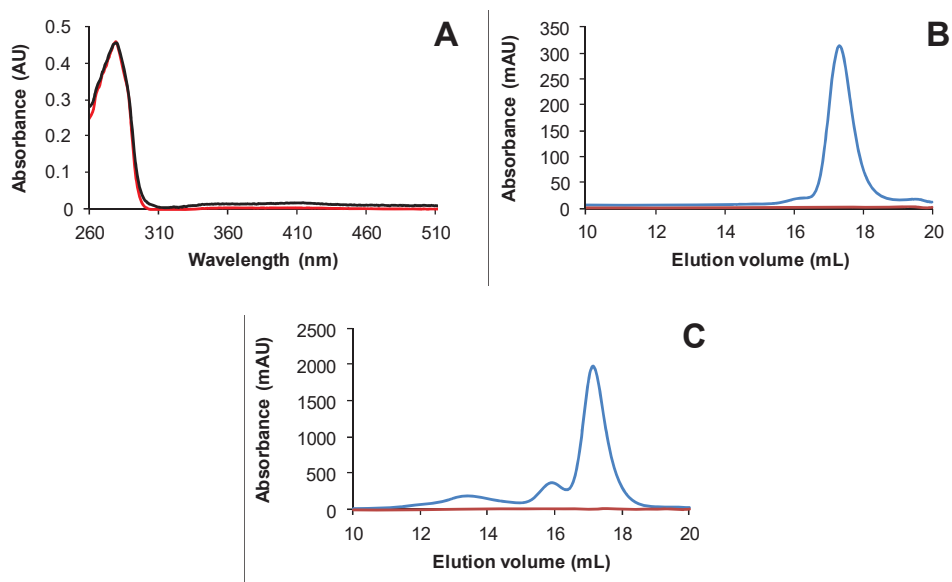 A
Absorbance (AU)
0.5
0.4
0.3
0.2
0.1
0
260 310 360 410 460 510
Wavelength (nm)
B
Absorbance (mAU)
350
300
250
200
150
100
50
0
10 12 14 16 18 20
Elution volume (mL)
C
Absorbance (mAU)
2500
2000
1500
1000
500
0
10 12 14 16 18 20
Elution volume (mL)